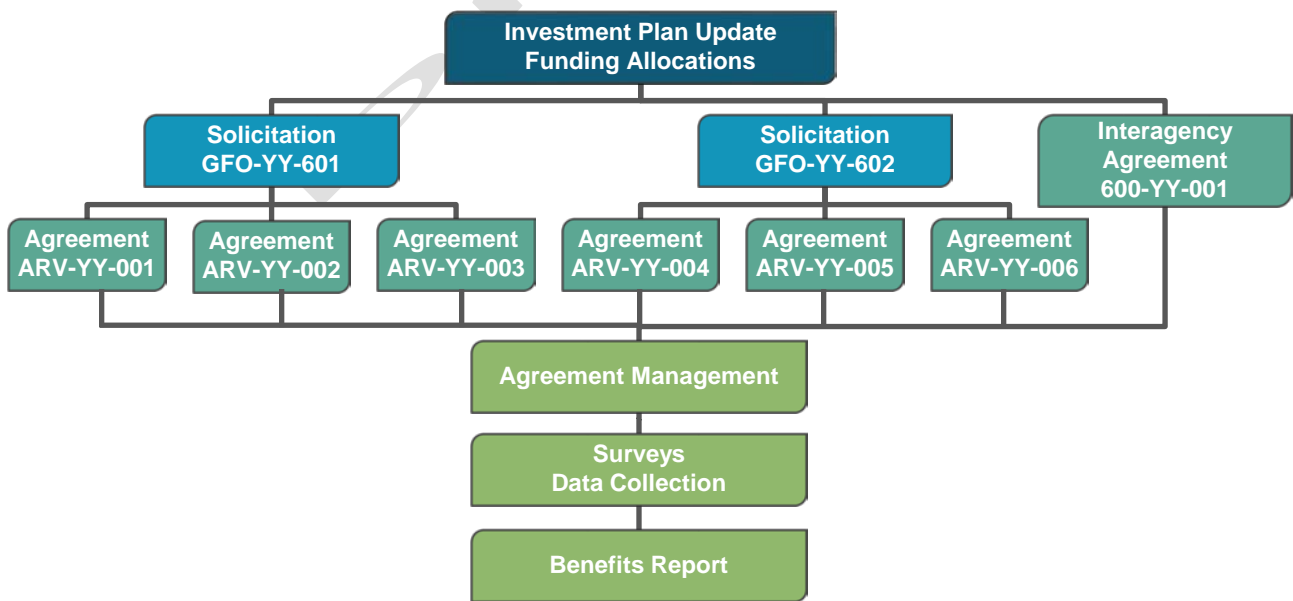 Investment Plan Update
Funding Allocations
Solicitation
GFO-YY-601
Solicitation
GFO-YY-602
Interagency
Agreement
600-YY-001
Agreement
ARV-YY-001
Agreement
ARV-YY-002
Agreement
ARV-YY-003
Agreement
ARV-YY-004
Agreement
ARV-YY-005
Agreement
ARV-YY-006
Agreement Management
Surveys
Data Collection
Benefits Report